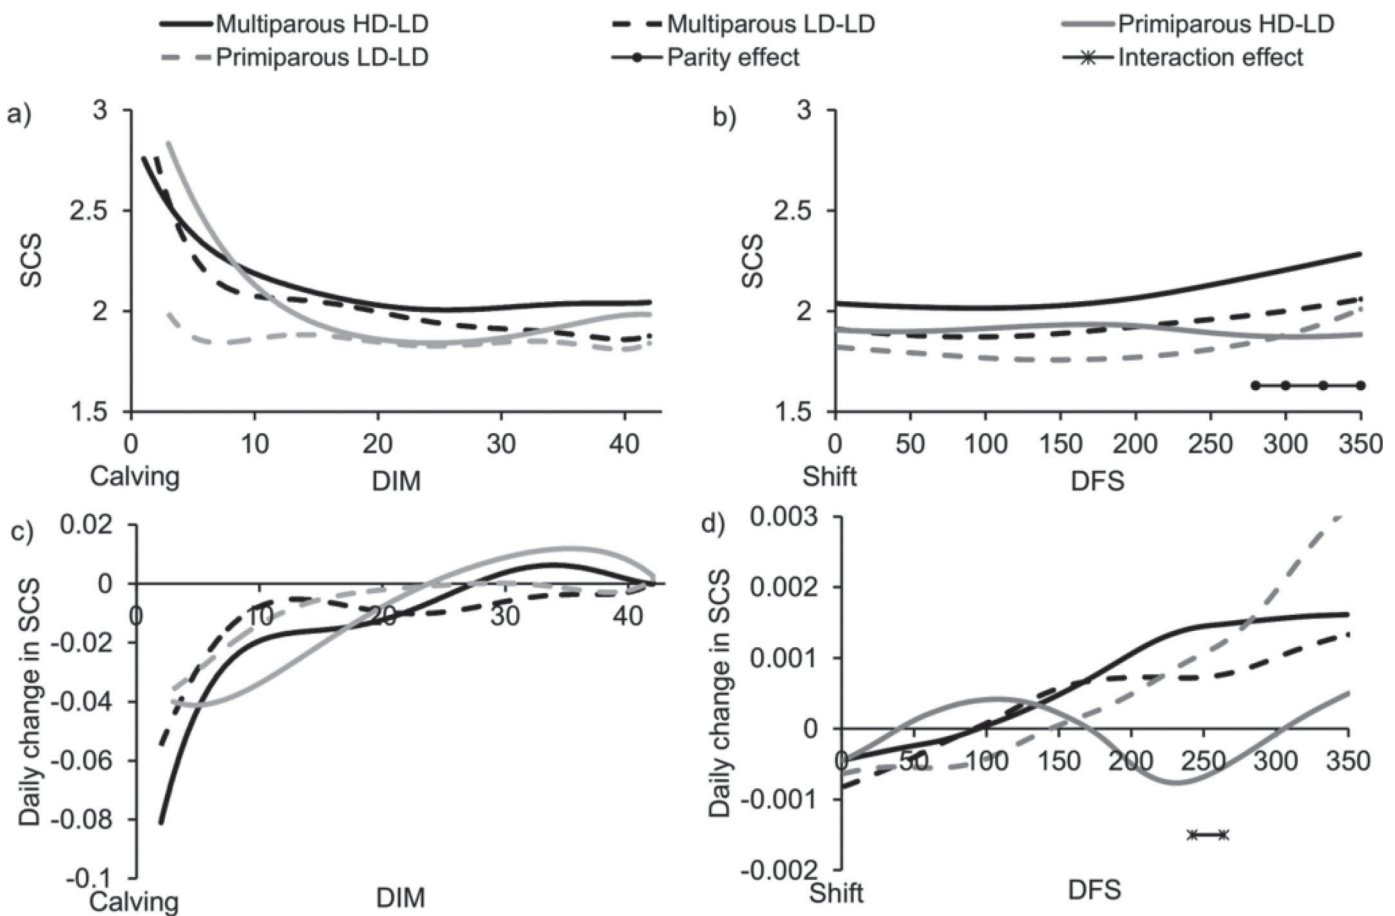 Multiparous HD-LD Multiparous LD-LD Primiparous HD-LD
Primiparous LD-LD Parity effect Interaction effect
a)
3
2.5
2
1.5
SCS
0 10 20 30 40
Calving DIM
b)
3
2.5
2
1.5
SCS
0 50 100 150 200 250 300 350
Shift DFS
c)
0.02
0
-0.02
-0.04
-0.06
-0.08
-0.1
Daily change in SCS
0 10 20 30 40
Calving DIM
d)
0.003
0.002
0.001
0
-0.001
-0.002
Daily change in SCS
0 50 100 150 200 250 300 350
Shift DFS